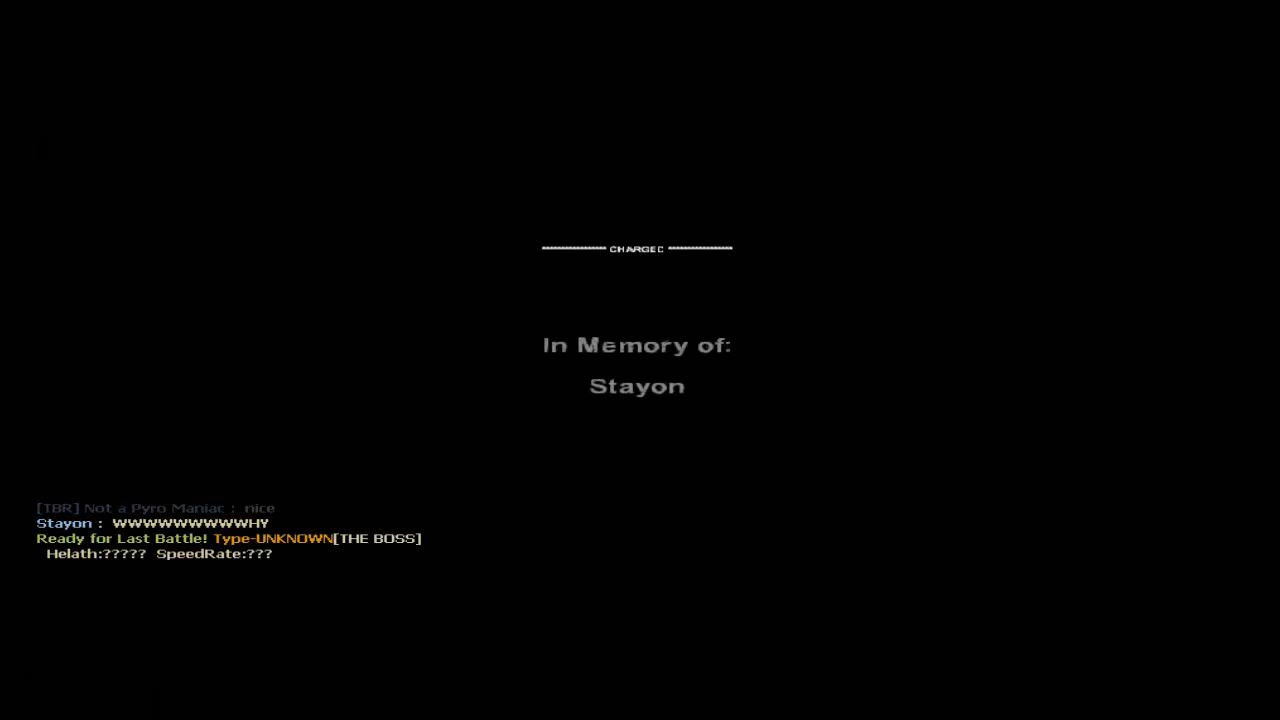 CHARGED
In Memory of:
Stayon
[TBR] Not a Pyro Maniac : nice
Stayon : WWWWWWWWWHY
Ready for Last Battle! Type-UNKNOWN[THE BOSS]
Helath:????? SpeedRate:???